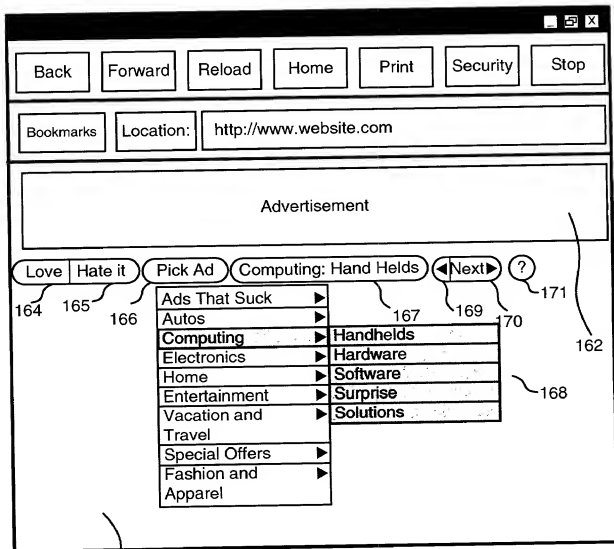 Back Forward Reload Home Print Security Stop
Bookmarks Location: http://www.website.com
Advertisement
Love Hate it Pick Ad Computing: Hand Helds Next ?
164 165 166 167 169 170 171 162
Ads That Suck
Autos
Computing Handhelds
Electronics Hardware
Home Software
Entertainment Surprise
Vacation and Solutions
Travel
Special Offers
Fashion and
Apparel
168